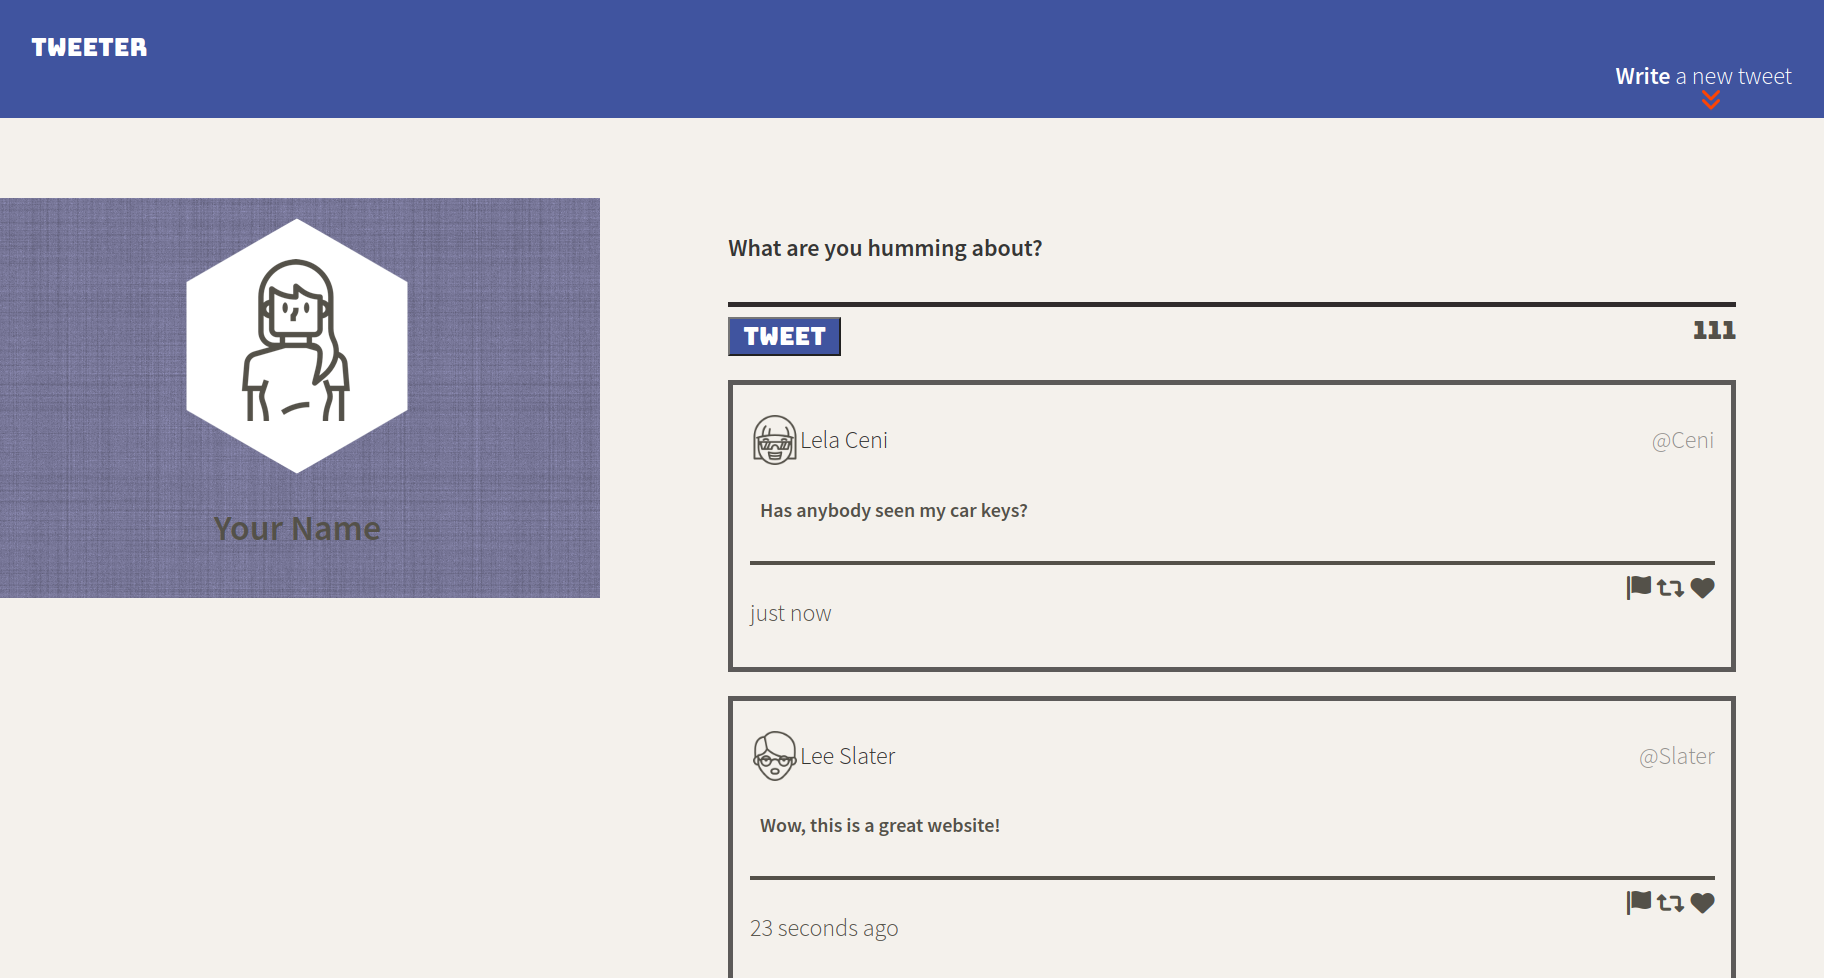 TWEETER
Write a new tweet
Your Name
What are you humming about?
TWEET
111
Lela Ceni
@Ceni
Has anybody seen my car keys?
just now
Lee Slater
@Slater
Wow, this is a great website!
23 seconds ago